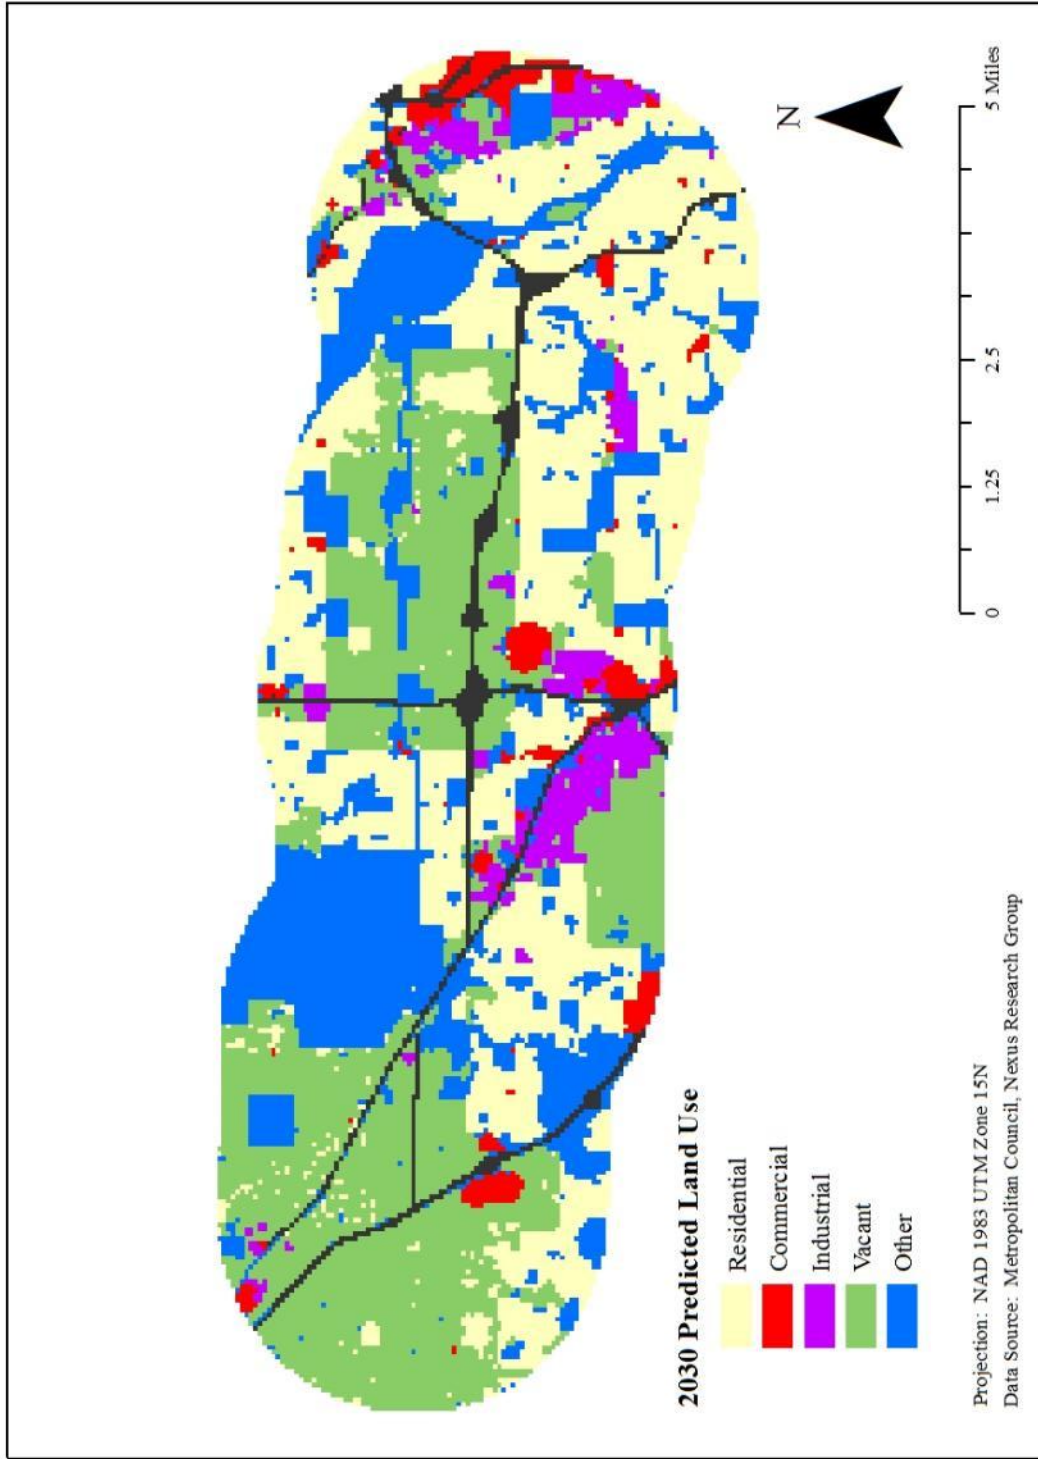 N
0 1.25 2.5 5 Miles
2030 Predicted Land Use
Residential
Commercial
Industrial
Vacant
Other
Projection: NAD 1983 UTM Zone 15N
Data Source: Metropolitan Council, Nexus Research Group